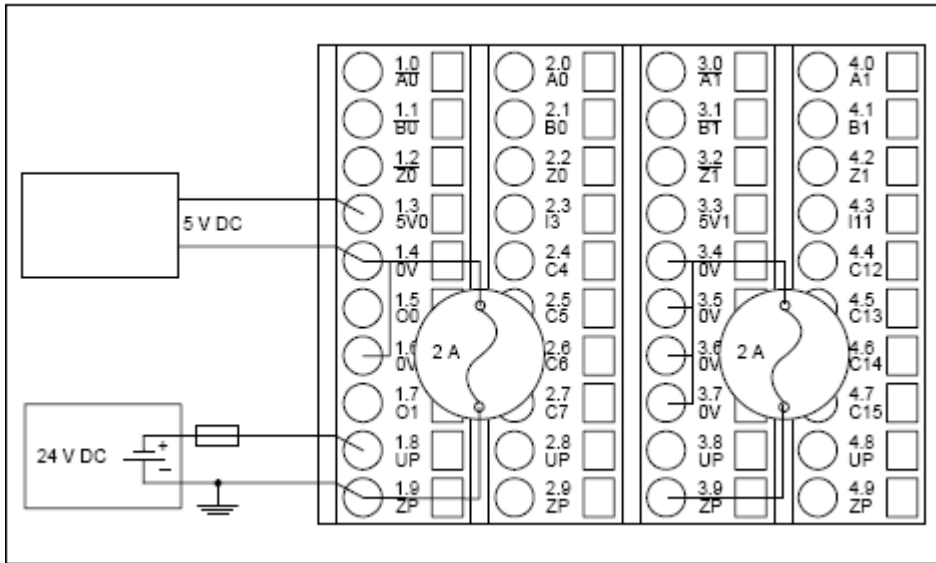 1.0
A̅0̅
2.0
A0
3.0
A̅1̅
4.0
A1
1.1
B̅0̅
2.1
B0
3.1
B̅1̅
4.1
B1
1.2
Z̅0̅
2.2
Z0
3.2
Z̅1̅
4.2
Z1
5 V DC
1.3
5V0
2.3
I3
3.3
5V1
4.3
I11
1.4
0V
2.4
C4
3.4
0V
4.4
C12
1.5
O0
2.5
C5
3.5
0V
4.5
C13
1.6
0V
2 A
2.6
C6
3.6
0V
2 A
4.6
C14
1.7
O1
2.7
C7
3.7
0V
4.7
C15
24 V DC
+
−
1.8
UP
2.8
UP
3.8
UP
4.8
UP
1.9
ZP
2.9
ZP
3.9
ZP
4.9
ZP